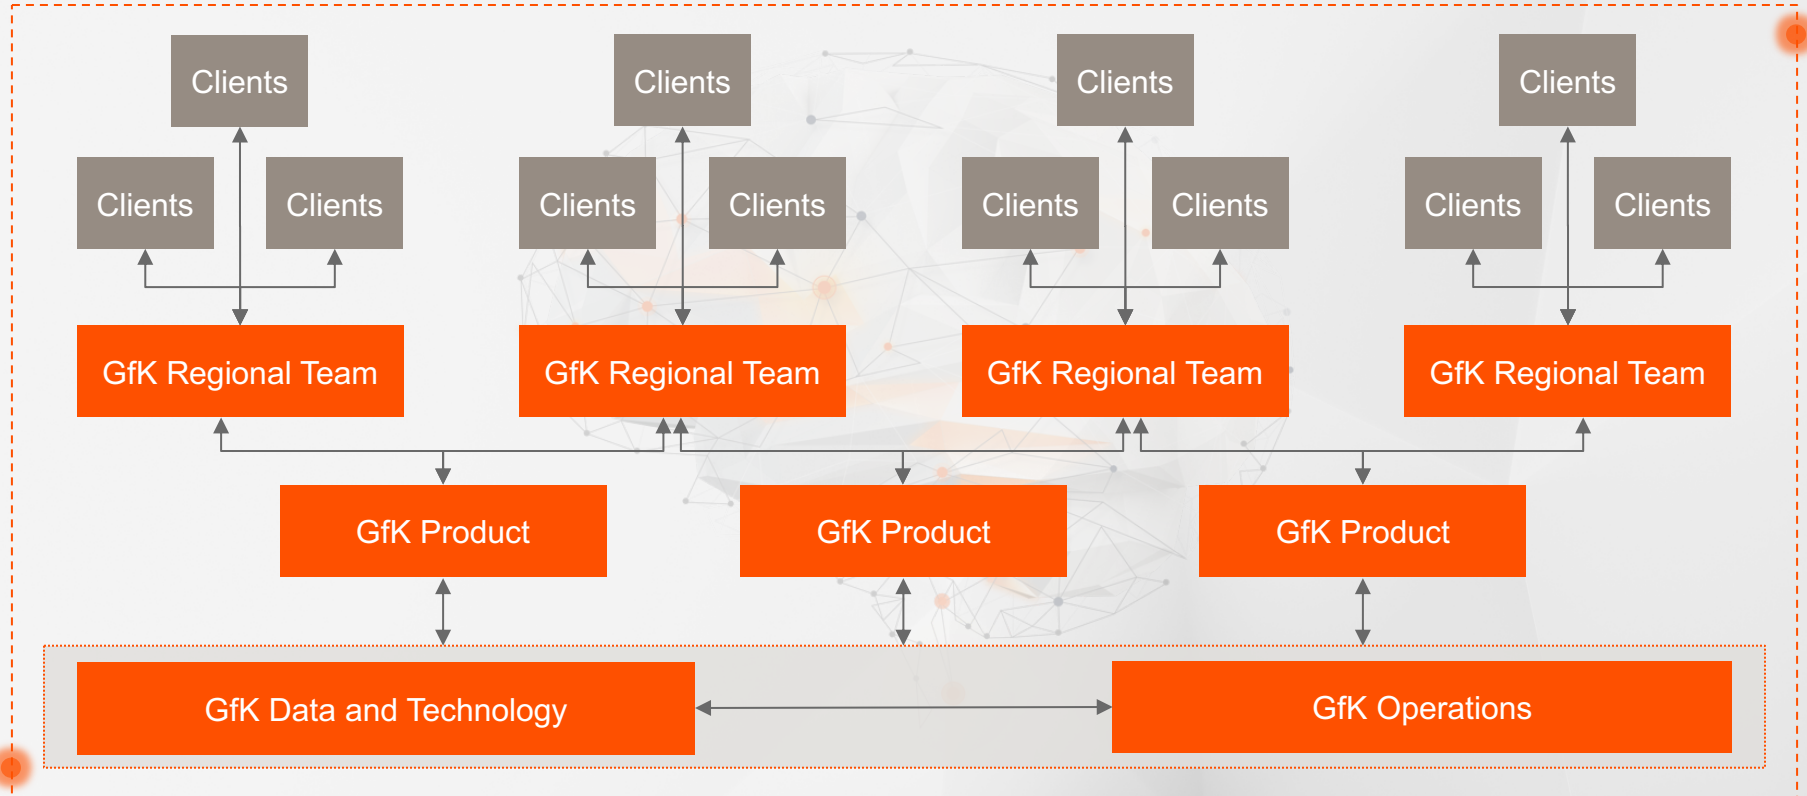 Clients
Clients
Clients
Clients
Clients
Clients
Clients
Clients
Clients
Clients
Clients
Clients
GfK Regional Team
GfK Regional Team
GfK Regional Team
GfK Regional Team
GfK Product
GfK Product
GfK Product
GfK Data and Technology
GfK Operations